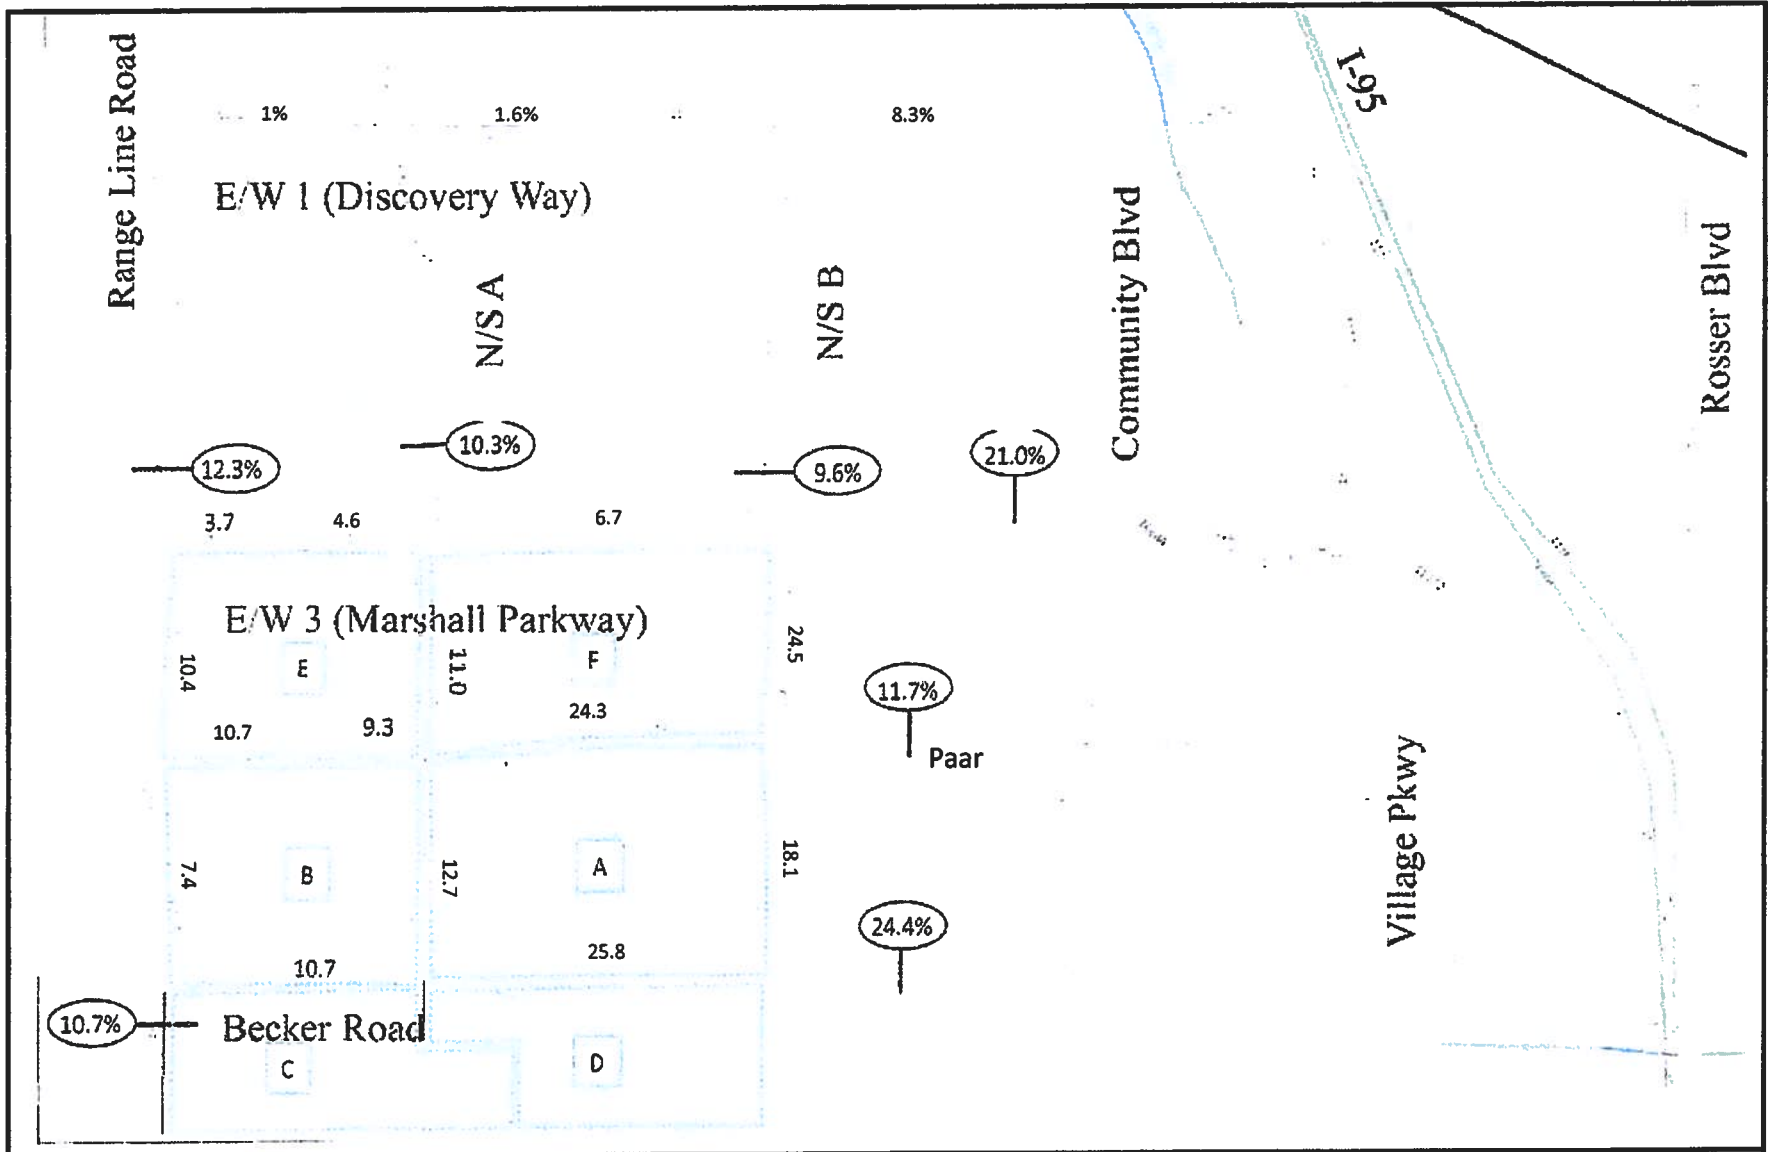 Range Line Road
1%
1.6%
8.3%
I-95
E/W 1 (Discovery Way)
N/S A
N/S B
Community Blvd
Rosser Blvd
12.3%
10.3%
9.6%
21.0%
3.7
4.6
6.7
E/W 3 (Marshall Parkway)
10.4
E
11.0
F
24.5
11.7%
10.7
9.3
24.3
Paar
Village Pkwy
7.4
B
12.7
A
18.1
24.4%
10.7
25.8
10.7%
Becker Road
C
D